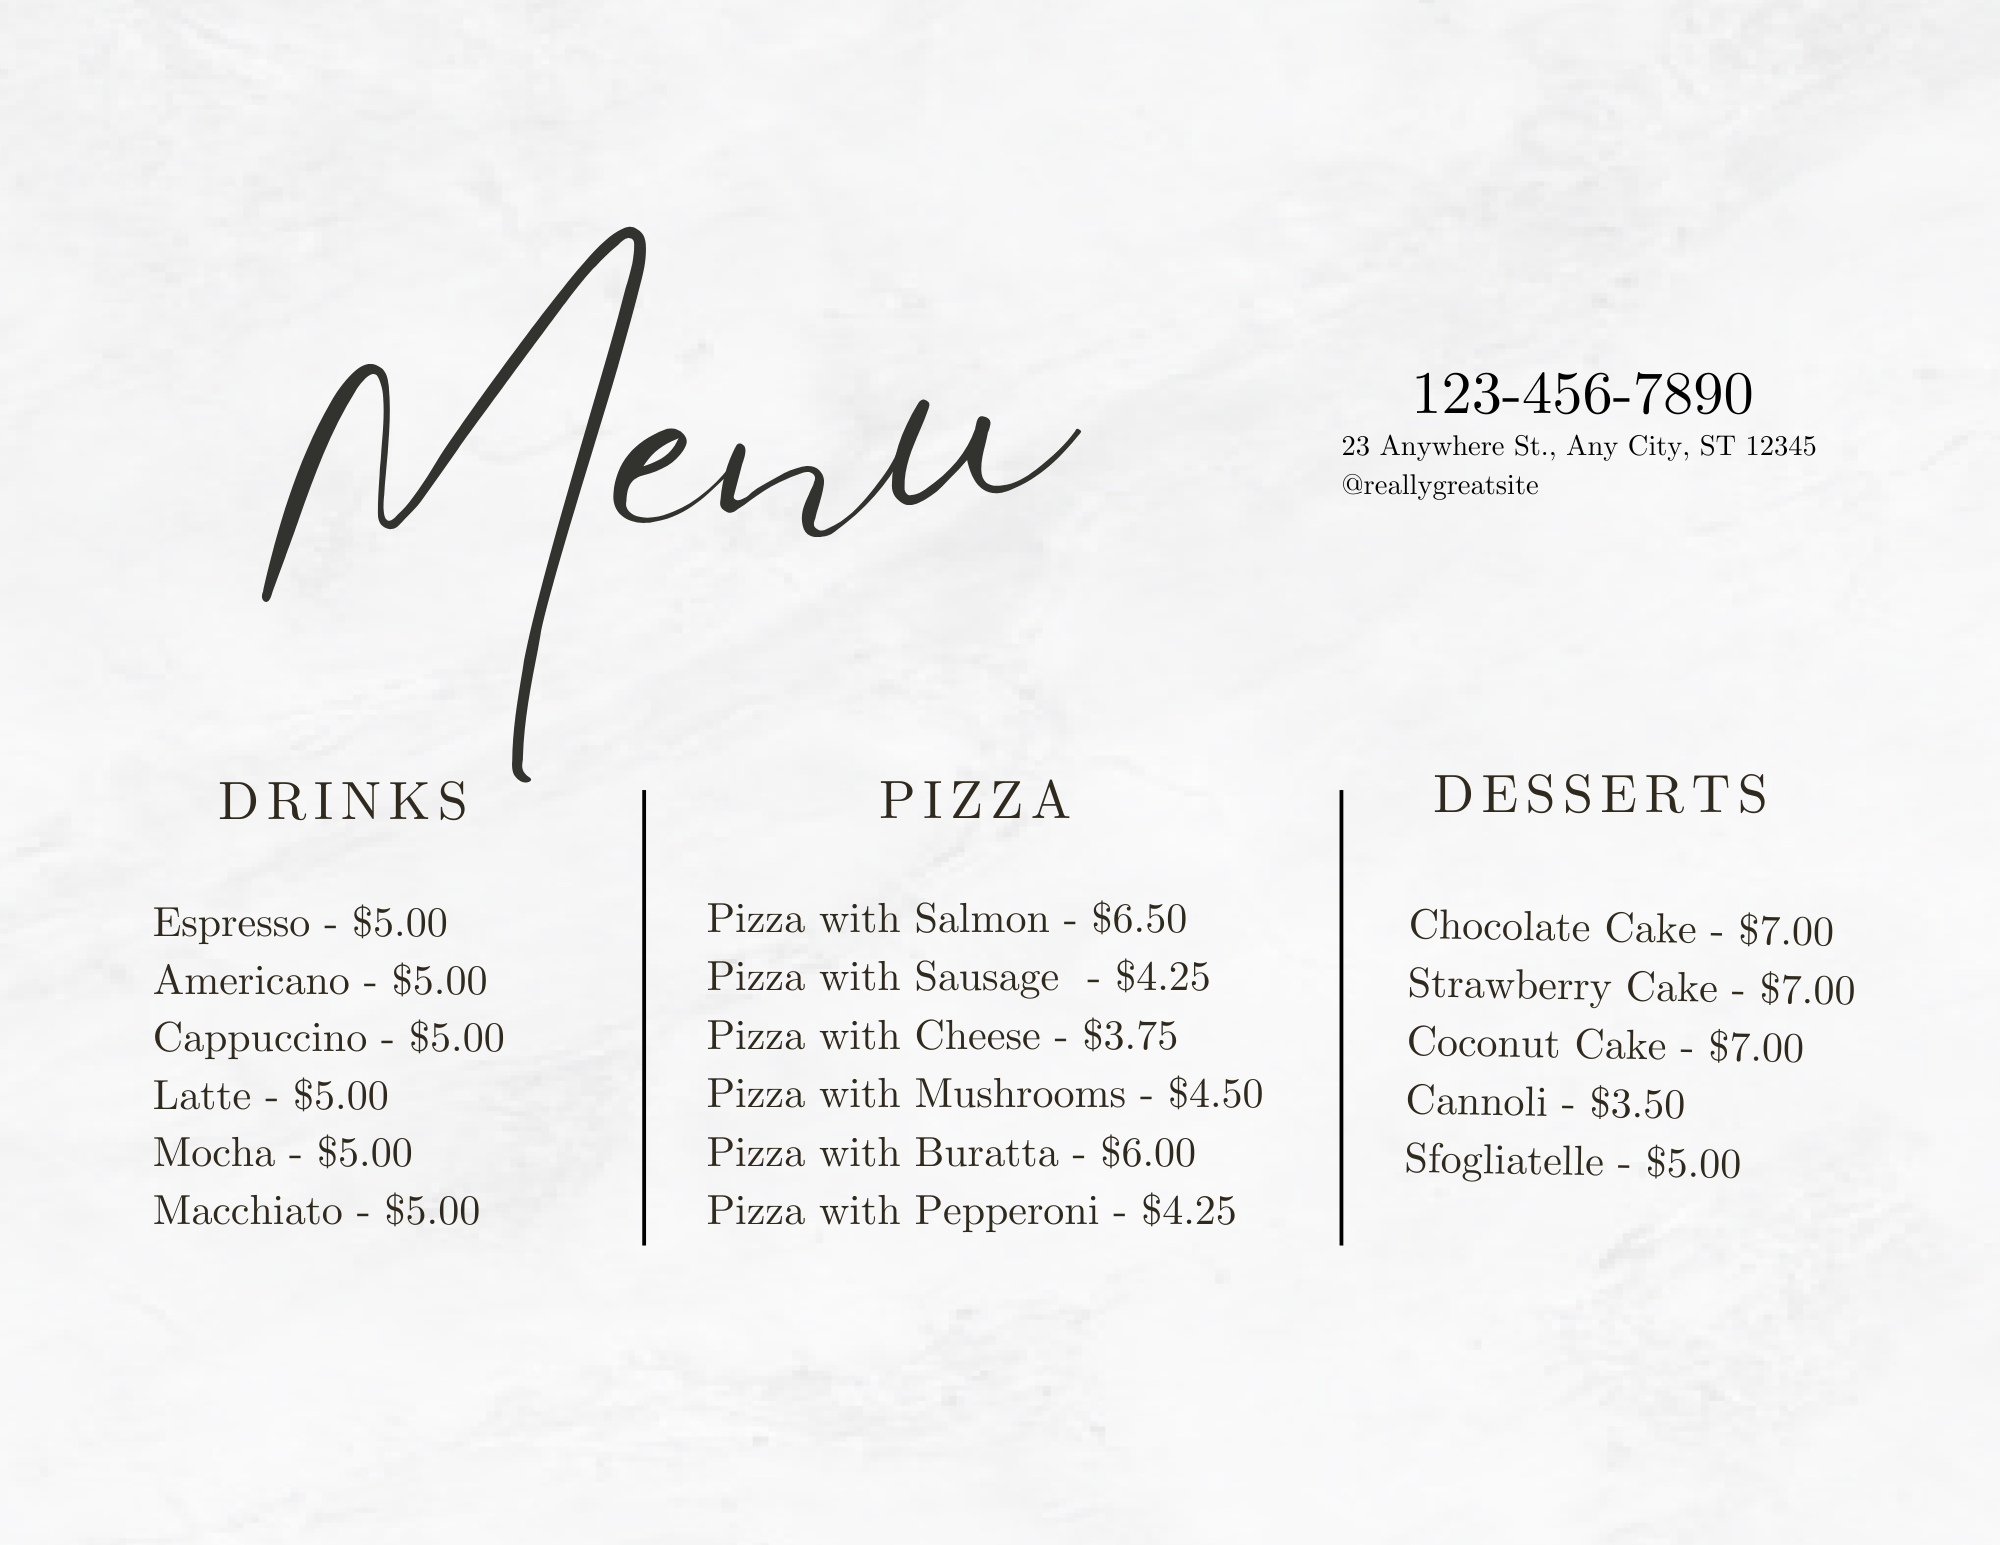 Menu
123-456-7890
23 Anywhere St., Any City, ST 12345
@reallygreatsite
DRINKS
Espresso - $5.00
Americano - $5.00
Cappuccino - $5.00
Latte - $5.00
Mocha - $5.00
Macchiato - $5.00
PIZZA
Pizza with Salmon - $6.50
Pizza with Sausage  - $4.25
Pizza with Cheese - $3.75
Pizza with Mushrooms - $4.50
Pizza with Buratta - $6.00
Pizza with Pepperoni - $4.25
DESSERTS
Chocolate Cake - $7.00
Strawberry Cake - $7.00
Coconut Cake - $7.00
Cannoli - $3.50
Sfogliatelle - $5.00